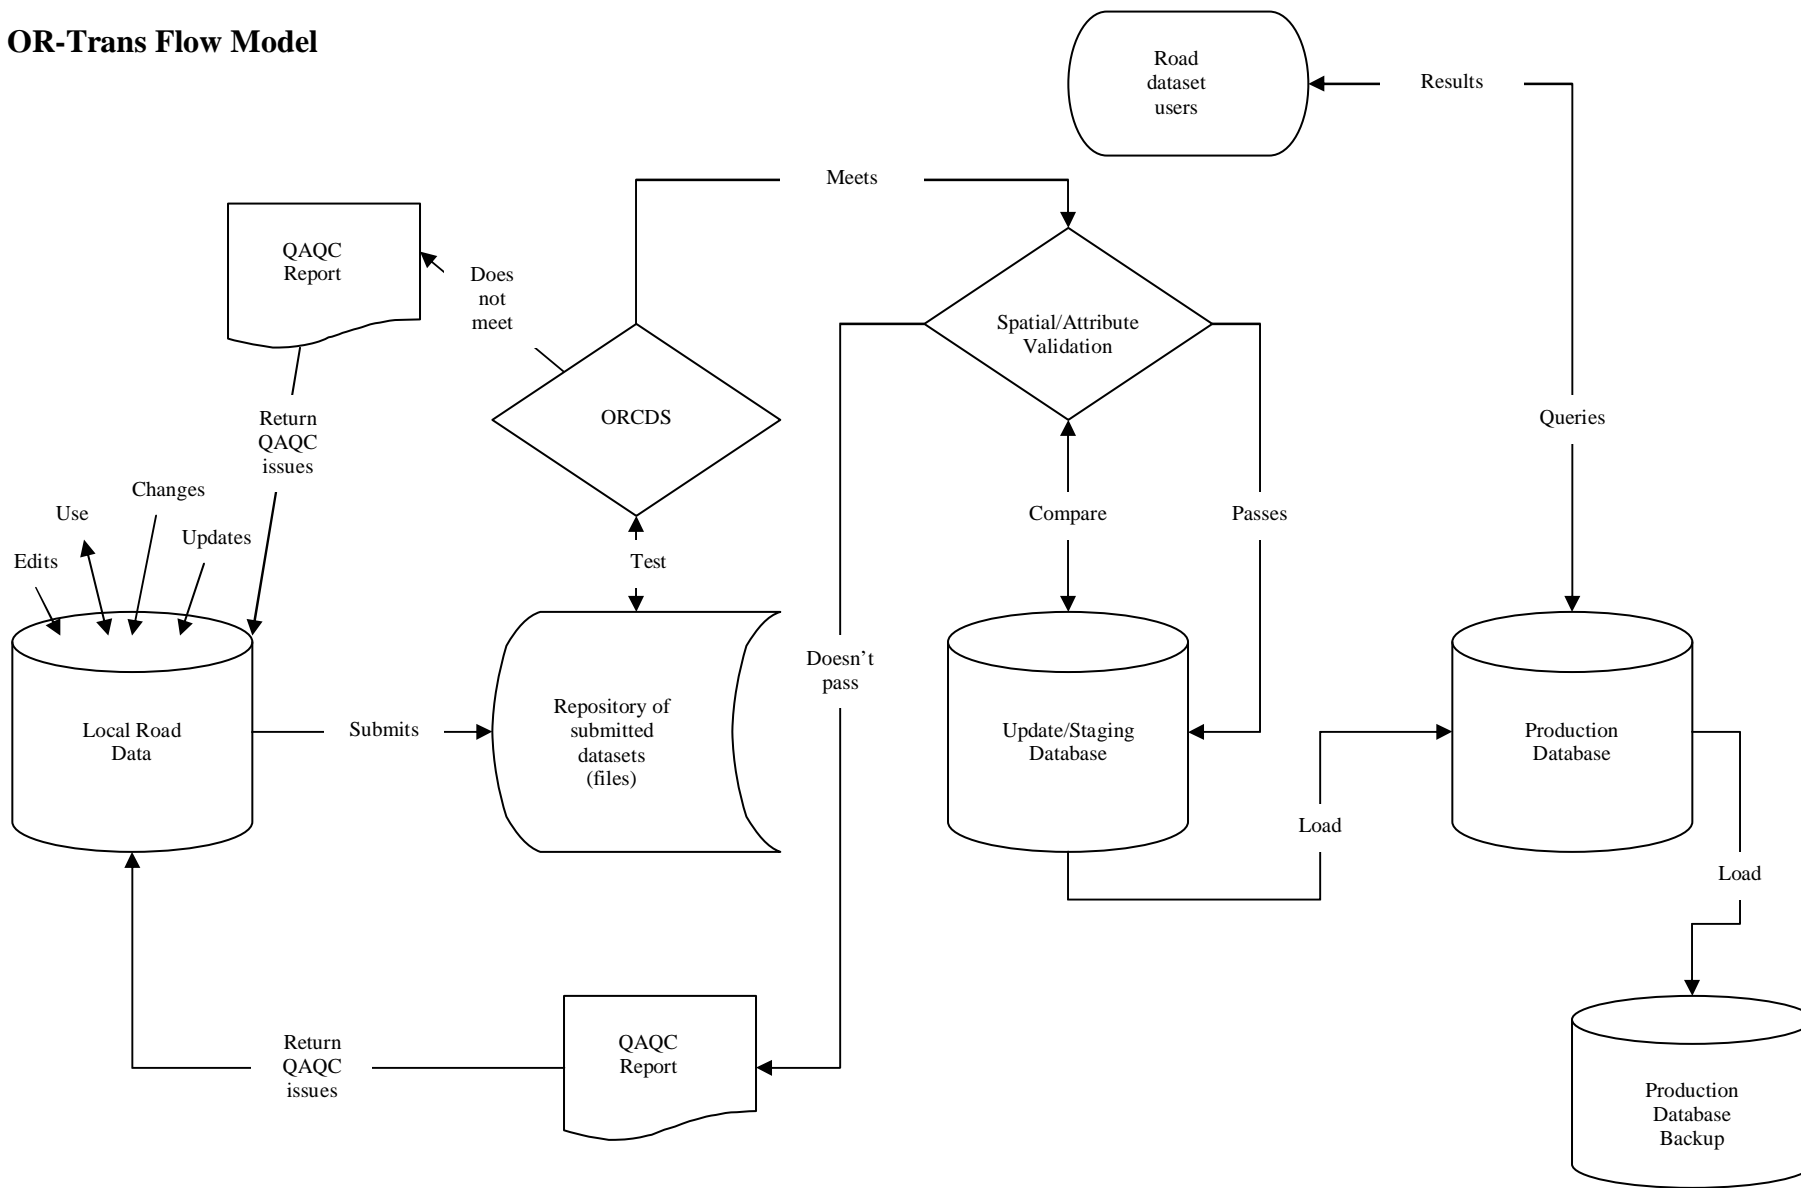 OR-Trans Flow Model
Road
dataset
users
Results
Meets
QAQC
Report
Does
not
meet
Spatial/Attribute
Validation
ORCDS
Queries
Return
QAQC
issues
Changes
Use
Updates
Edits
Compare
Passes
Test
Doesn't
pass
Local Road
Data
Submits
Repository of
submitted
datasets
(files)
Update/Staging
Database
Production
Database
Load
Load
Return
QAQC
issues
QAQC
Report
Production
Database
Backup